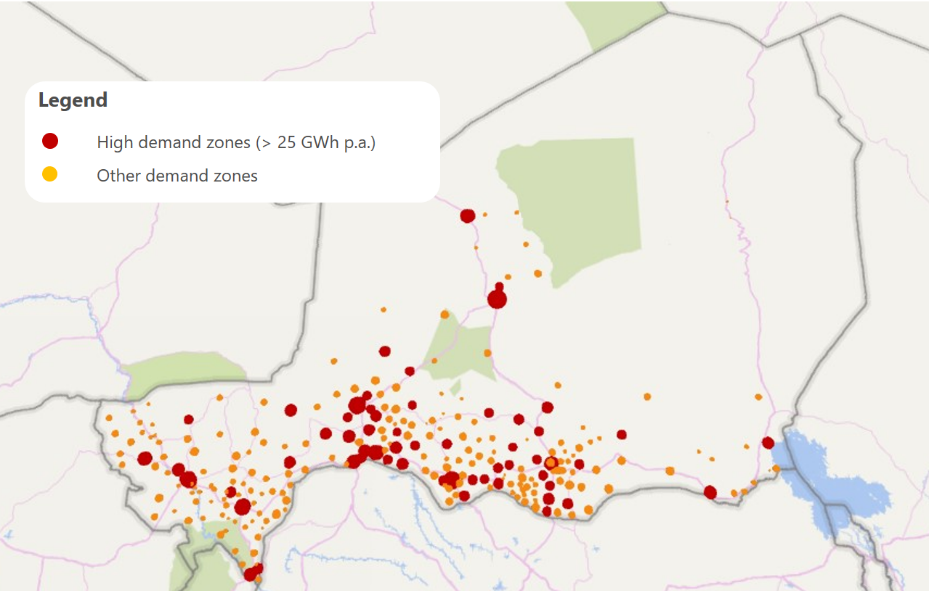 Legend
High demand zones (> 25 GWh p.a.)
Other demand zones